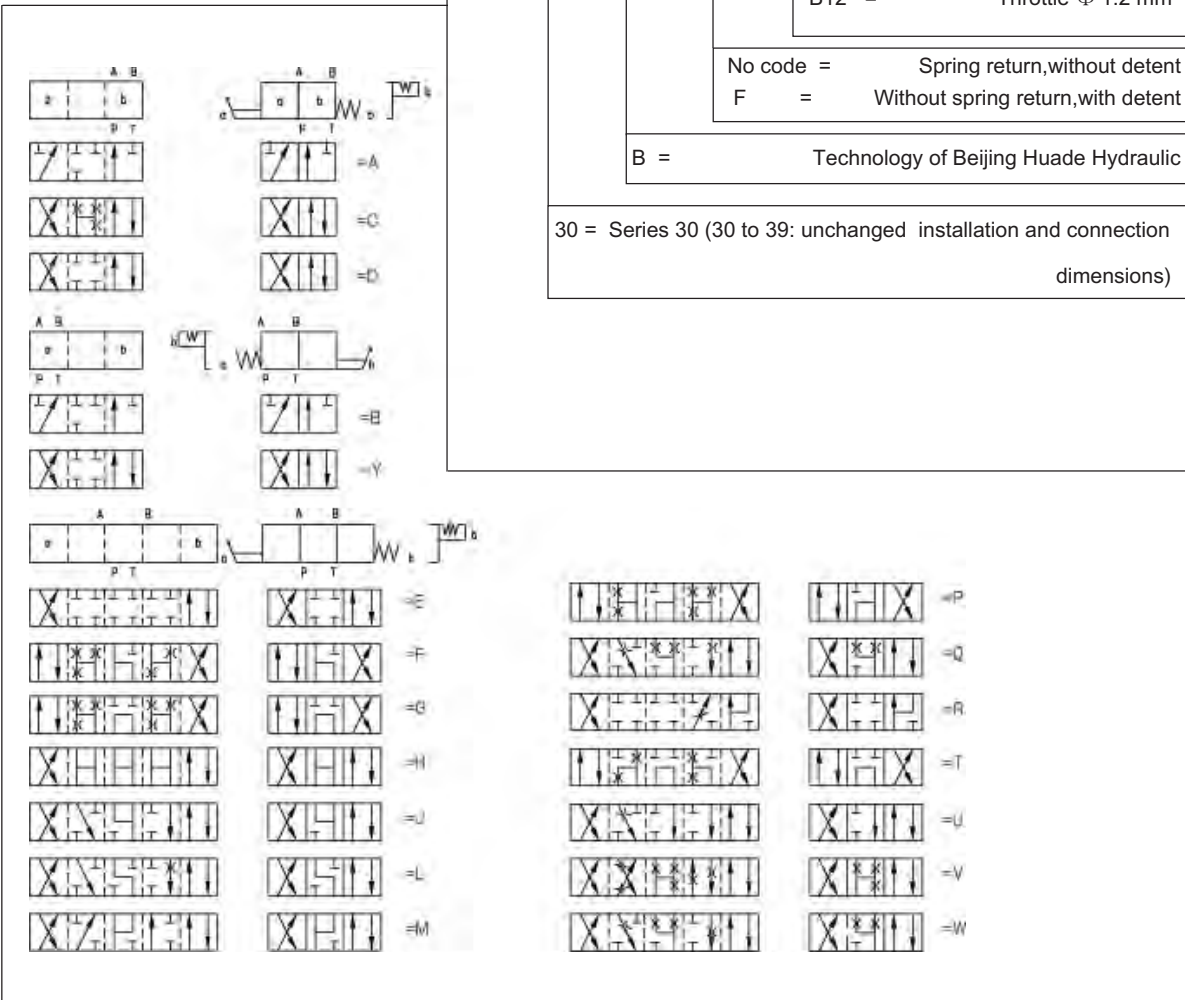 B12 = Throttle Φ 1.2 mm
No code = Spring return,without detent
F = Without spring return,with detent
B = Technology of Beijing Huade Hydraulic
30 = Series 30 (30 to 39: unchanged installation and connection
dimensions)
A B A B
a b a b
P T P T
=A
=C
=D
A B A B
a b a b
P T P T
=B
=Y
A B A B
a b a b
P T P T
=E =P
=F =Q
=G =R
=H =T
=J =U
=L =V
=M =W